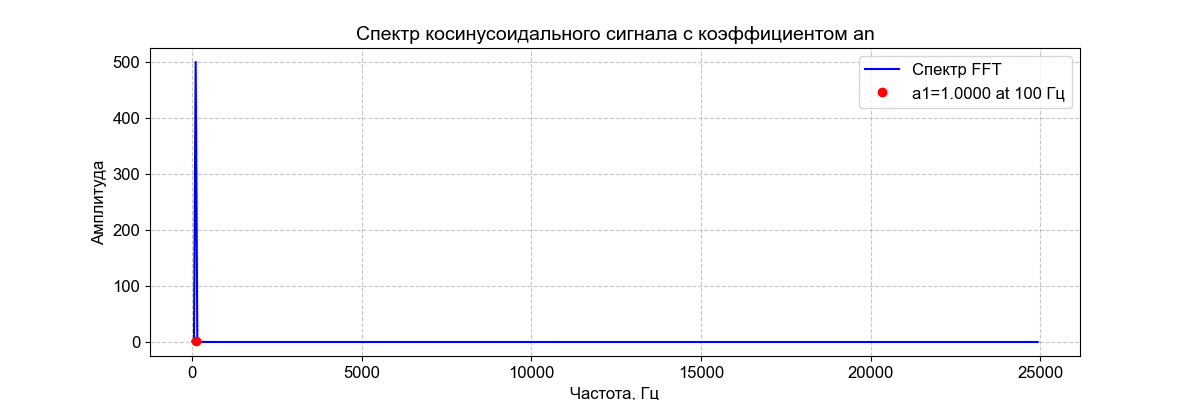 Спектр косинусоидального сигнала с коэффициентом an
500
400
300
200
100
0
Амплитуда
Спектр FFT
a1=1.0000 at 100 Гц
0 5000 10000 15000 20000 25000
Частота, Гц